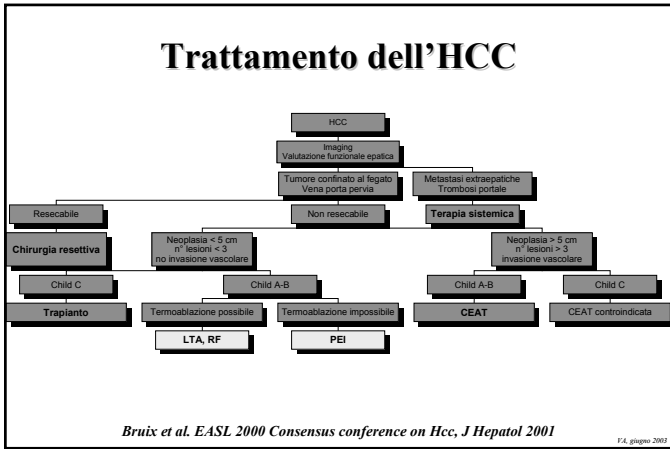 Trattamento dell'HCC
HCC
Imaging
Valutazione funzionale epatica
Tumore confinato al fegato
Vena porta pervia
Metastasi extraepatiche
Trombosi portale
Resecabile
Non resecabile
Terapia sistemica
Chirurgia resettiva
Neoplasia < 5 cm
n° lesioni < 3
no invasione vascolare
Neoplasia > 5 cm
n° lesioni > 3
invasione vascolare
Child C
Child A-B
Child A-B
Child C
Trapianto
Termoablazione possibile
Termoablazione impossibile
CEAT
CEAT controindicata
LTA, RF
PEI
Bruix et al. EASL 2000 Consensus conference on Hcc, J Hepatol 2001
VA, giugno 2003